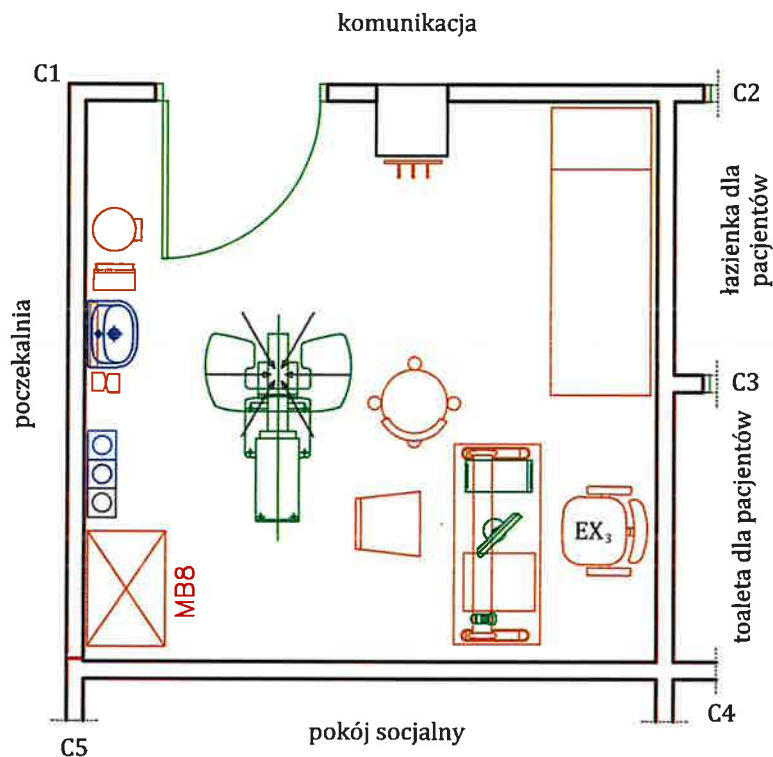 komunikacja
C1
C2
łazienka dla
pacjentów
poczekalnia
C3
toaleta dla pacjentów
EX₃
MB8
C4
pokój socjalny
C5